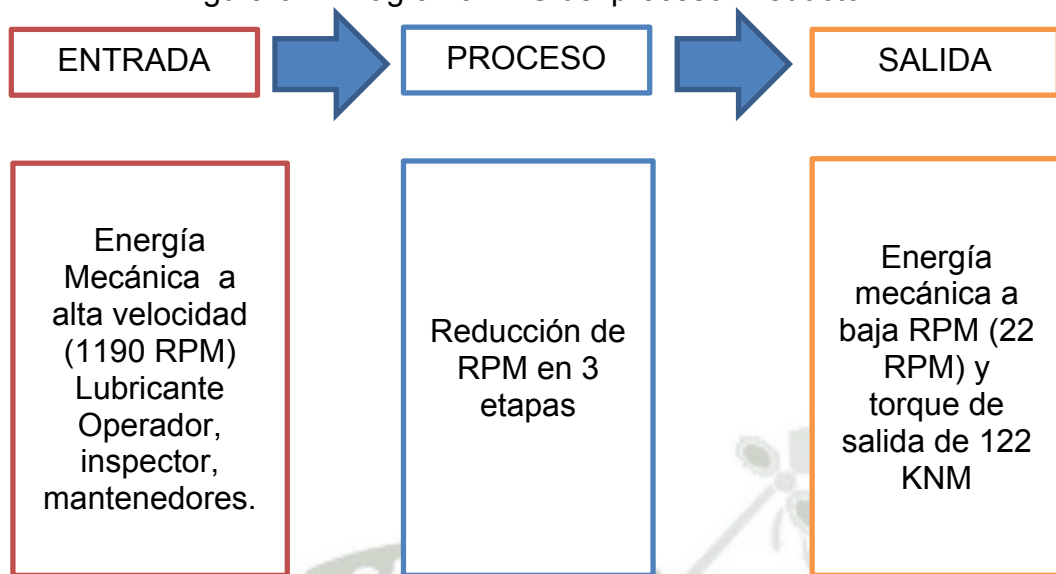 ENTRADA
PROCESO
SALIDA
Energía
Mecánica a
alta velocidad
(1190 RPM)
Lubricante
Operador,
inspector,
mantenedores.
Reducción de
RPM en 3
etapas
Energía
mecánica a
baja RPM (22
RPM) y
torque de
salida de 122
KNM